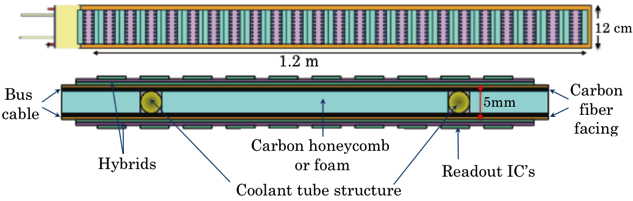 12 cm
1.2 m
Bus
cable
5mm
Carbon
fiber
facing
Hybrids
Carbon honeycomb
or foam
Readout IC's
Coolant tube structure